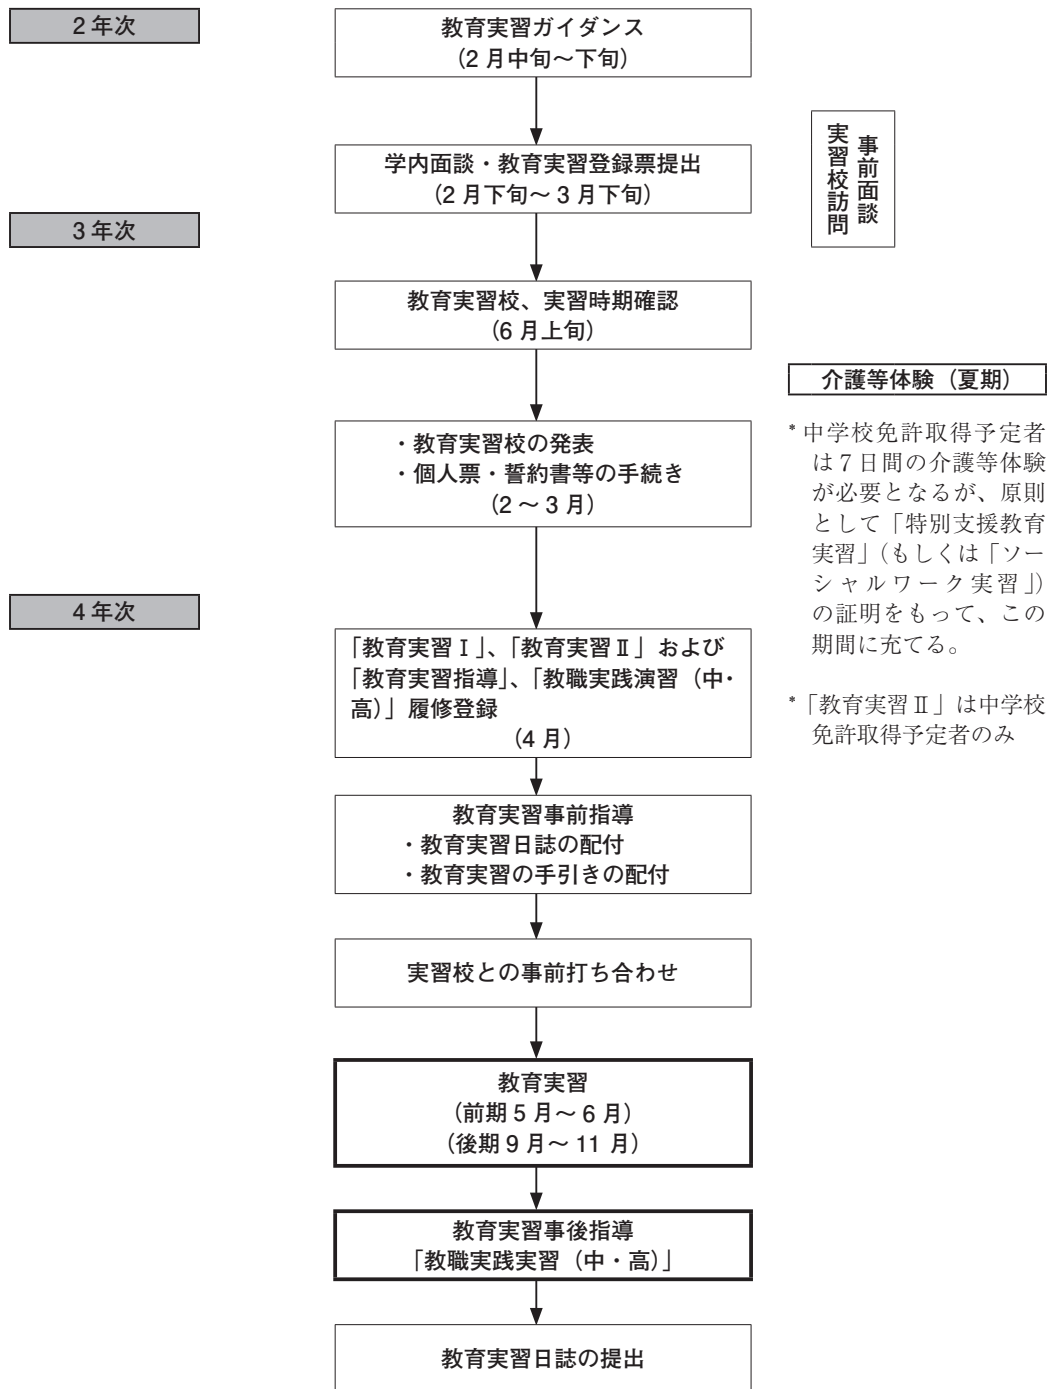 2年次
教育実習ガイダンス
(2月中旬～下旬)
事前面談
実習校訪問
学内面談・教育実習登録票提出
(2月下旬～3月下旬)
3年次
教育実習校、実習時期確認
(6月上旬)
介護等体験（夏期）
・教育実習校の発表
・個人票・誓約書等の手続き
(2～3月)
*中学校免許取得予定者
は7日間の介護等体験
が必要となるが、原則
として「特別支援教育
実習」（もしくは「ソー
シャルワーク実習」）
の証明をもって、この
期間に充てる。
*「教育実習Ⅱ」は中学校
免許取得予定者のみ
4年次
「教育実習Ⅰ」、「教育実習Ⅱ」および
「教育実習指導」、「教職実践演習（中・
高）」履修登録
(4月)
教育実習事前指導
・教育実習日誌の配付
・教育実習の手引きの配付
実習校との事前打ち合わせ
教育実習
(前期5月～6月)
(後期9月～11月)
教育実習事後指導
「教職実践実習（中・高）」
教育実習日誌の提出